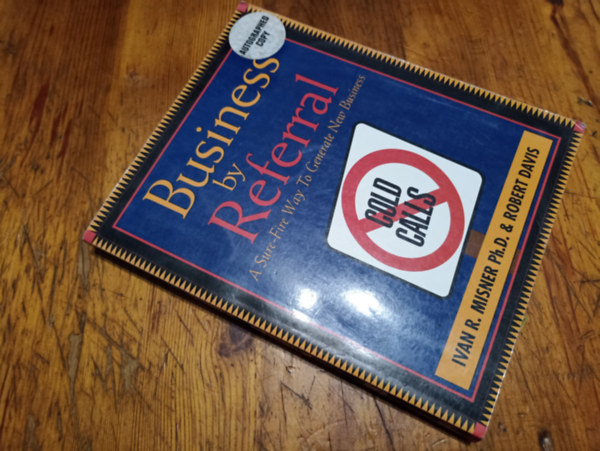 AUTOGRAPHED
COPY
Business
by
Referral
A Sure-Fire Way To Generate New Business
COLD
CALLS
IVAN R. MISNER Ph.D. & ROBERT DAVIS